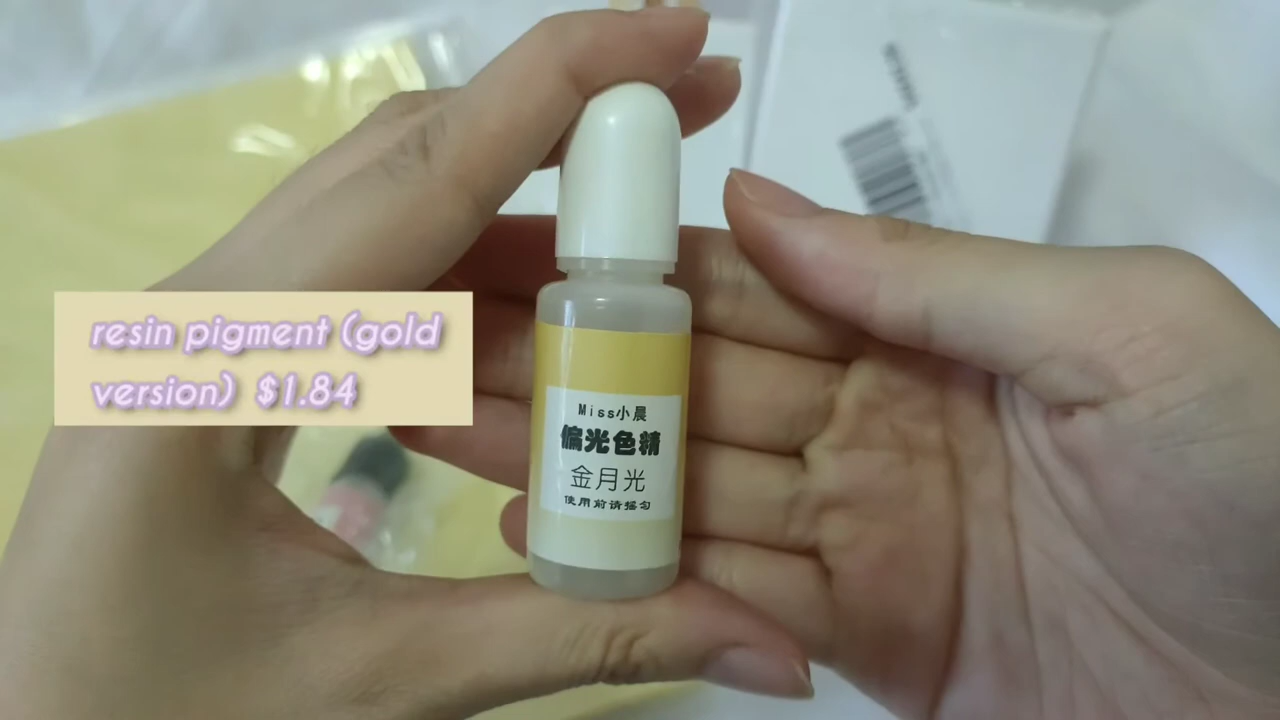 resin pigment (gold
version) $1.84
Miss小晨
偏光色精
金月光
使用前请摇匀